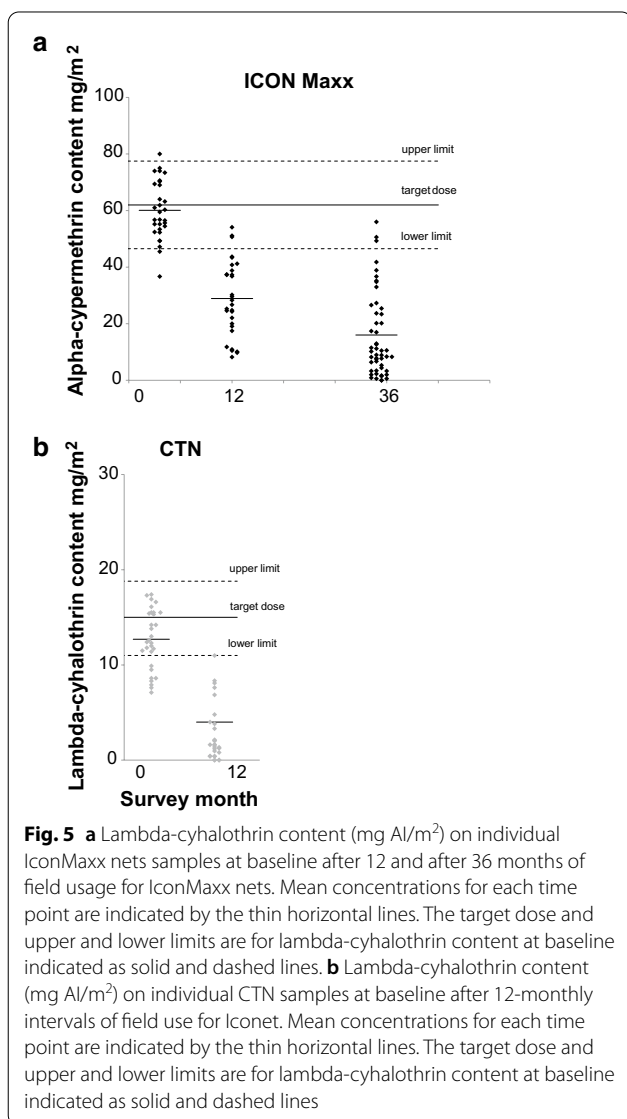 a
ICON Maxx
Alpha-cypermethrin content mg/m²
100
80
60
40
20
0
upper limit
target dose
lower limit
0 12 36
b
CTN
Lambda-cyhalothrin content mg/m²
30
20
10
0
upper limit
target dose
lower limit
0 12
Survey month
Fig. 5 a Lambda-cyhalothrin content (mg AI/m²) on individual
IconMaxx nets samples at baseline after 12 and after 36 months of
field usage for IconMaxx nets. Mean concentrations for each time
point are indicated by the thin horizontal lines. The target dose and
upper and lower limits are for lambda-cyhalothrin content at baseline
indicated as solid and dashed lines. b Lambda-cyhalothrin content
(mg AI/m²) on individual CTN samples at baseline after 12-monthly
intervals of field use for Iconet. Mean concentrations for each time
point are indicated by the thin horizontal lines. The target dose and
upper and lower limits are for lambda-cyhalothrin content at baseline
indicated as solid and dashed lines